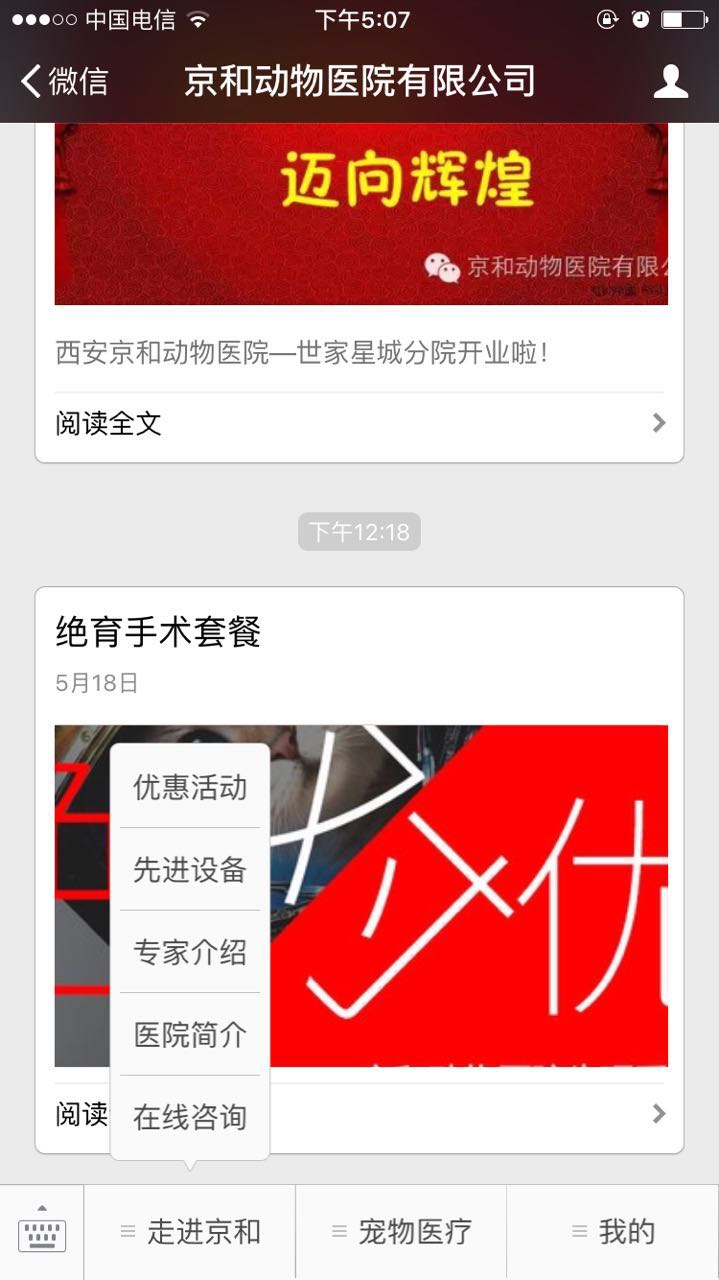 中国电信
下午5:07
微信
京和动物医院有限公司
迈向辉煌
京和动物医院有限
西安京和动物医院—世家星城分院开业啦！
阅读全文
下午12:18
绝育手术套餐
5月18日
优
优惠活动
先进设备
专家介绍
医院简介
在线咨询
阅读
走进京和
宠物医疗
我的